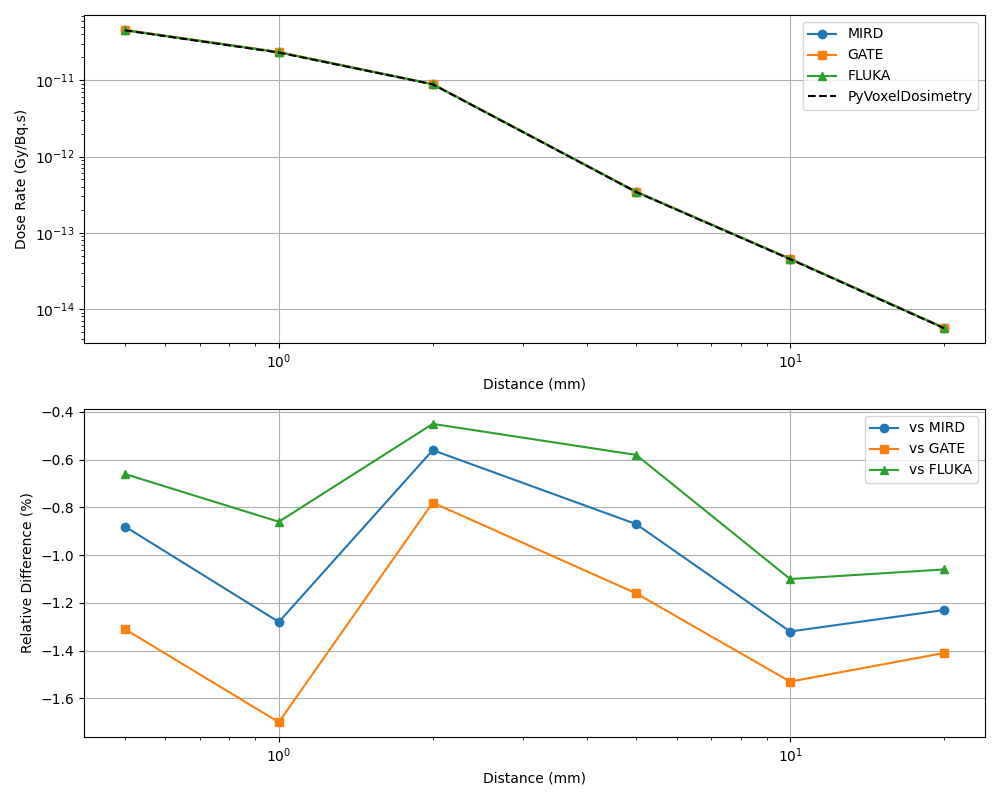 10⁻¹¹
10⁻¹²
10⁻¹³
10⁻¹⁴
Dose Rate (Gy/Bq.s)
MIRD
GATE
FLUKA
PyVoxelDosimetry
10⁰
10¹
Distance (mm)
−0.4
−0.6
−0.8
−1.0
−1.2
−1.4
−1.6
Relative Difference (%)
vs MIRD
vs GATE
vs FLUKA
10⁰
10¹
Distance (mm)